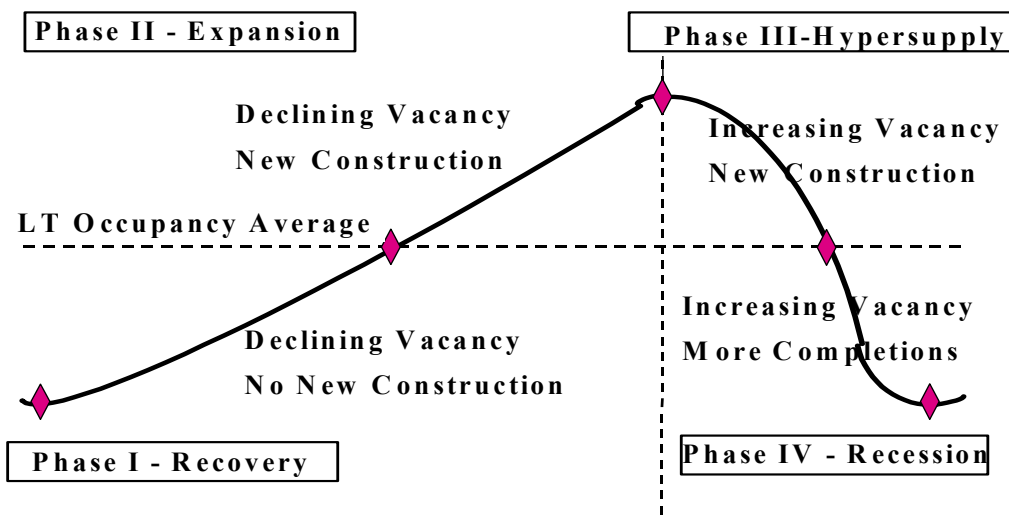 Phase II - Expansion
Phase III-Hypersupply
Declining Vacancy
New Construction
Increasing Vacancy
New Construction
LT Occupancy Average
Declining Vacancy
No New Construction
Increasing Vacancy
More Completions
Phase I - Recovery
Phase IV - Recession